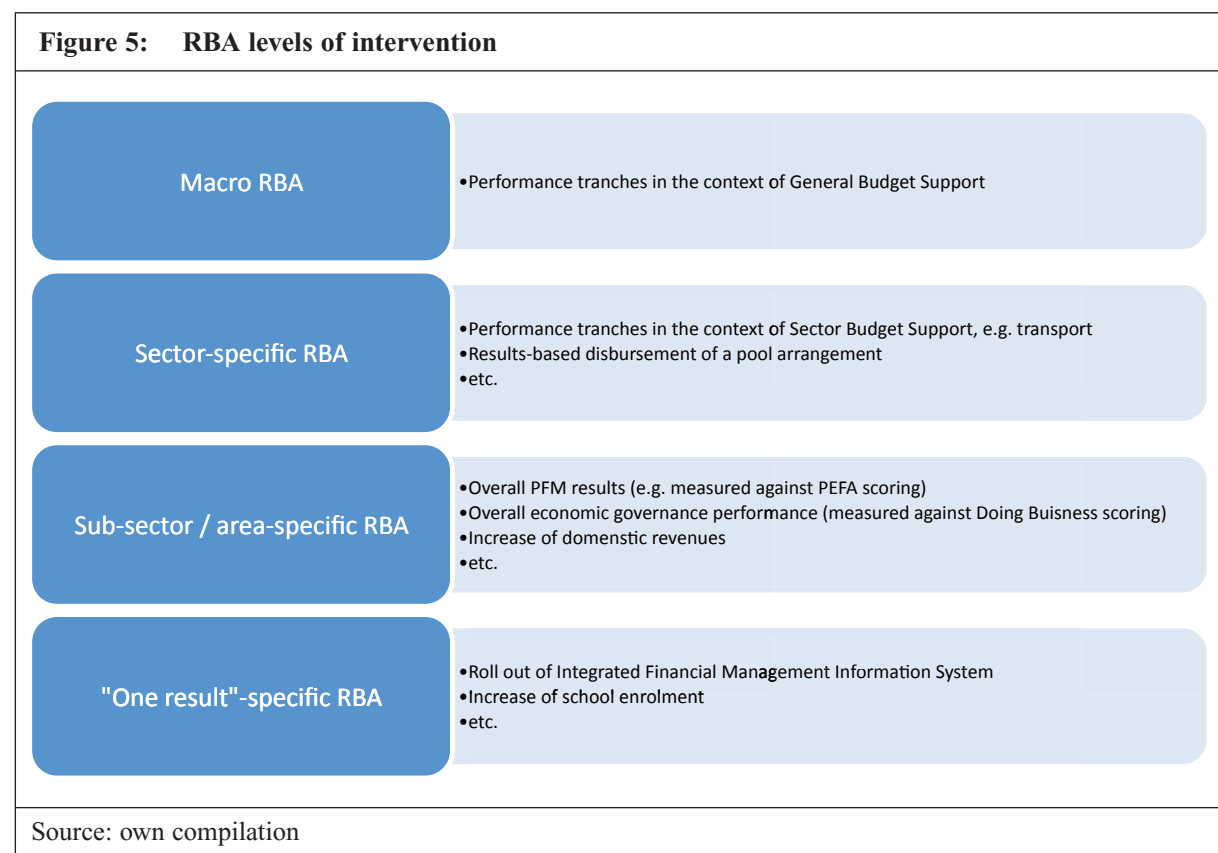 Figure 5: RBA levels of intervention
Macro RBA
•Performance tranches in the context of General Budget Support
Sector-specific RBA
•Performance tranches in the context of Sector Budget Support, e.g. transport
•Results-based disbursement of a pool arrangement
•etc.
Sub-sector / area-specific RBA
•Overall PFM results (e.g. measured against PEFA scoring)
•Overall economic governance performance (measured against Doing Buisness scoring)
•Increase of domenstic revenues
•etc.
"One result"-specific RBA
•Roll out of Integrated Financial Management Information System
•Increase of school enrolment
•etc.
Source: own compilation